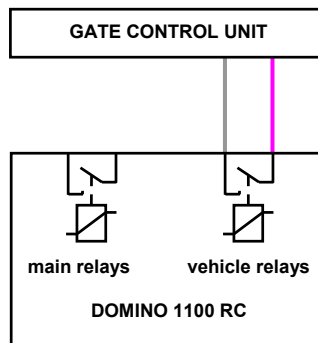 GATE CONTROL UNIT
main relays vehicle relays
DOMINO 1100 RC